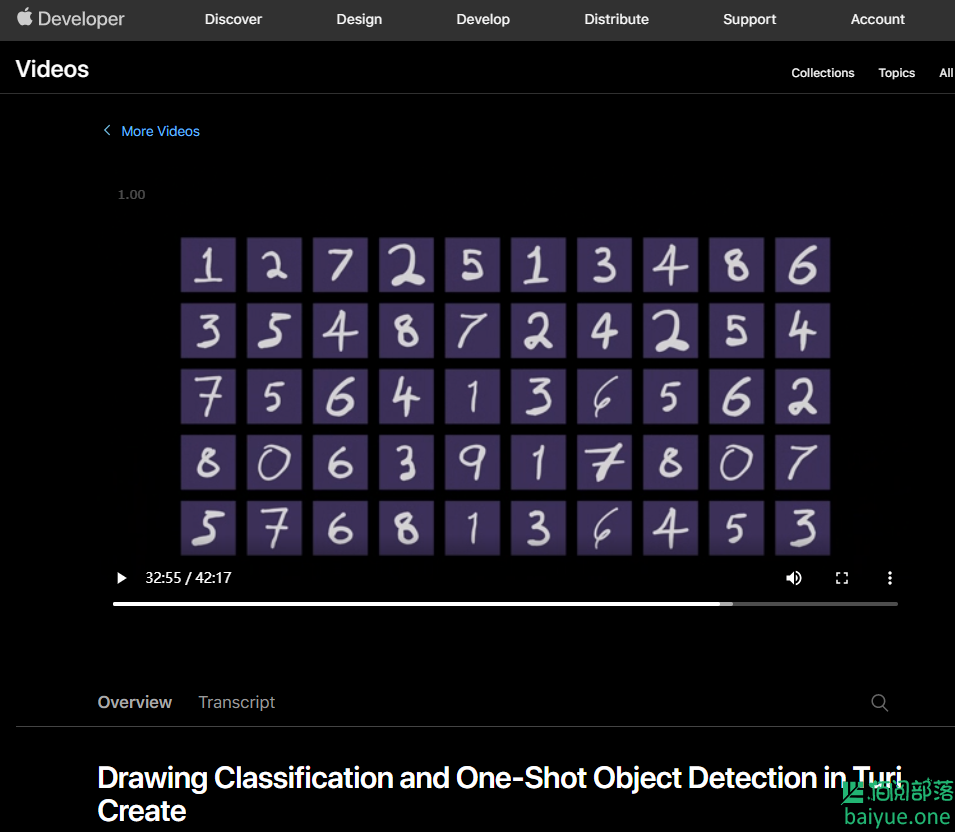 Developer Discover Design Develop Distribute Support Account
Videos Collections Topics All
More Videos
1.00
1 2 7 2 5 1 3 4 8 6
3 5 4 8 7 2 4 2 5 4
7 5 6 4 1 3 6 5 6 2
8 0 6 3 9 1 7 8 0 7
5 7 6 8 1 3 6 4 5 3
32:55 / 42:17
Overview Transcript
Drawing Classification and One-Shot Object Detection in Turi
Create
佰阅部落
baiyue.one